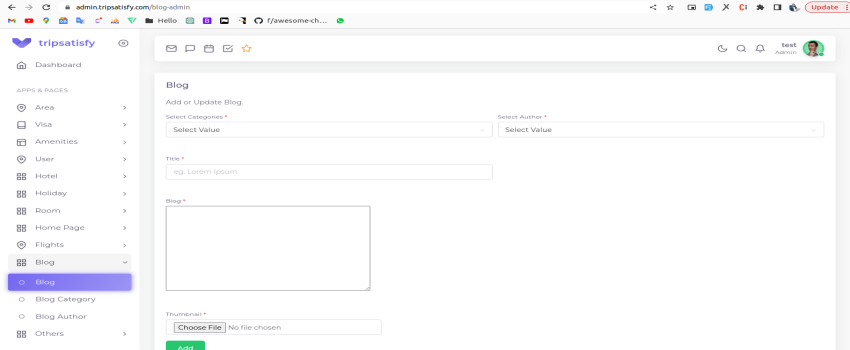 admin.tripsatisfy.com/blog-admin
Update
Hello
f/awesome-ch...
tripsatisfy
Dashboard
APPS & PAGES
Area
Visa
Amenities
User
Hotel
Holiday
Room
Home Page
Flights
Blog
Blog
Blog Category
Blog Author
Others
test
Admin
Blog
Add or Update Blog.
Select Categories *
Select Author *
Select Value
Select Value
Title *
eg. Lorem Ipsum
Blog *
Thumbnail *
Choose File No file chosen
Add